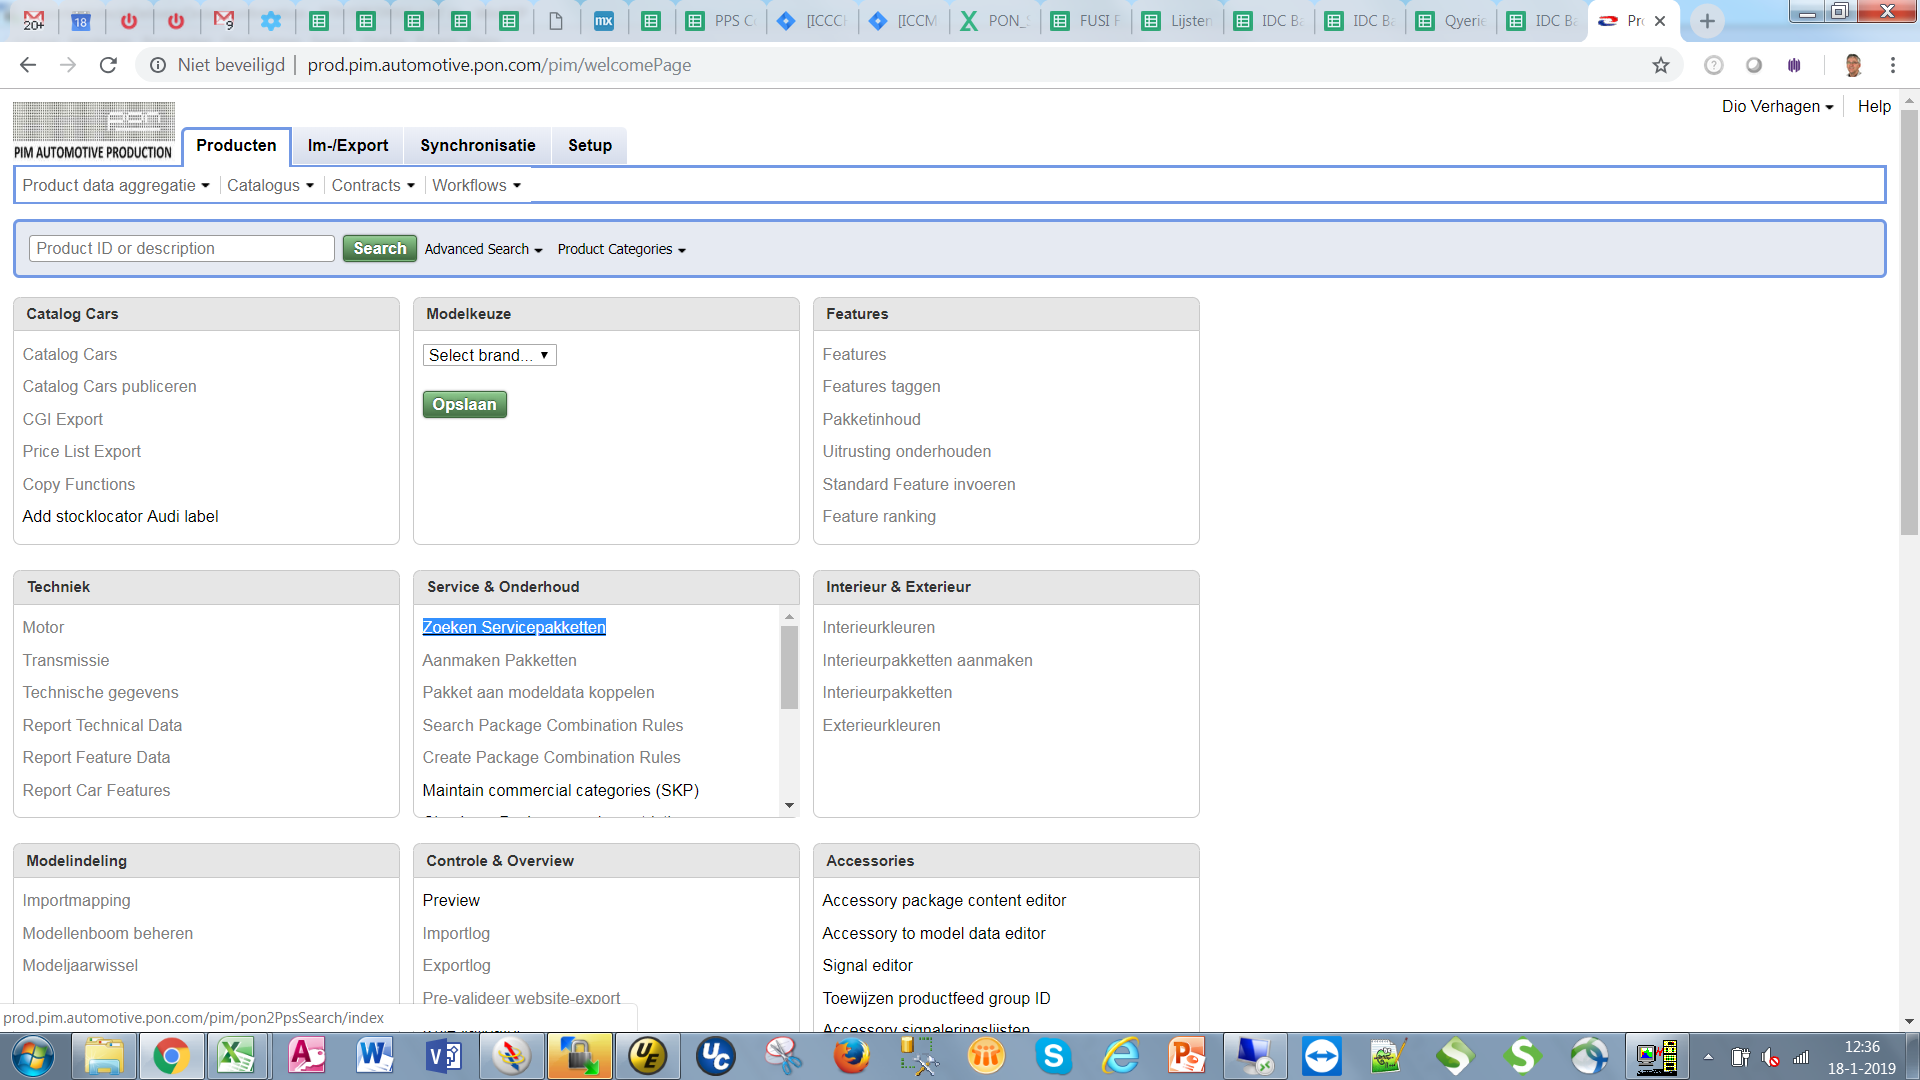 20+
18
9
mx
PPS C
[ICCC
[ICCM
PON_
FUSI F
Lijsten
IDC Ba
IDC Ba
Qyerie
IDC Ba
Pro
Niet beveiligd | prod.pim.automotive.pon.com/pim/welcomePage
Dio Verhagen
Help
pon
PIM AUTOMOTIVE PRODUCTION
Producten
Im-/Export
Synchronisatie
Setup
Product data aggregatie
Catalogus
Contracts
Workflows
Product ID or description
Search
Advanced Search
Product Categories
Catalog Cars
Catalog Cars
Catalog Cars publiceren
CGI Export
Price List Export
Copy Functions
Add stocklocator Audi label
Modelkeuze
Select brand...
Opslaan
Features
Features
Features taggen
Pakketinhoud
Uitrusting onderhouden
Standard Feature invoeren
Feature ranking
Techniek
Motor
Transmissie
Technische gegevens
Report Technical Data
Report Feature Data
Report Car Features
Service & Onderhoud
Zoeken Servicepakketten
Aanmaken Pakketten
Pakket aan modeldata koppelen
Search Package Combination Rules
Create Package Combination Rules
Maintain commercial categories (SKP)
Interieur & Exterieur
Interieurkleuren
Interieurpakketten aanmaken
Interieurpakketten
Exterieurkleuren
Modelindeling
Importmapping
Modellenboom beheren
Modeljaarwissel
Controle & Overview
Preview
Importlog
Exportlog
Pre-valideer website-export
Accessories
Accessory package content editor
Accessory to model data editor
Signal editor
Toewijzen productfeed group ID
Accessory signaleringslijsten
prod.pim.automotive.pon.com/pim/pon2PpsSearch/index
12:36
18-1-2019